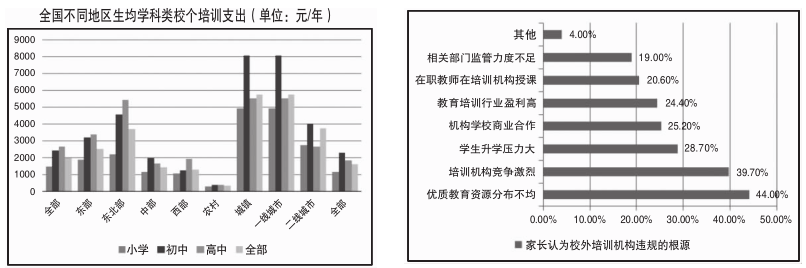 全国不同地区生均学科类校个培训支出（单位：元/年）
9000
8000
7000
6000
5000
4000
3000
2000
1000
0
全部 东部 东北部 中部 西部 农村 城镇 一线城市 二线城市 全部
小学 初中 高中 全部
其他 4.00%
相关部门监管力度不足 19.00%
在职教师在培训机构授课 20.60%
教育培训行业盈利高 24.40%
机构学校商业合作 25.20%
学生升学压力大 28.70%
培训机构竞争激烈 39.70%
优质教育资源分布不均 44.00%
0.00% 10.00% 20.00% 30.00% 40.00% 50.00%
家长认为校外培训机构违规的根源